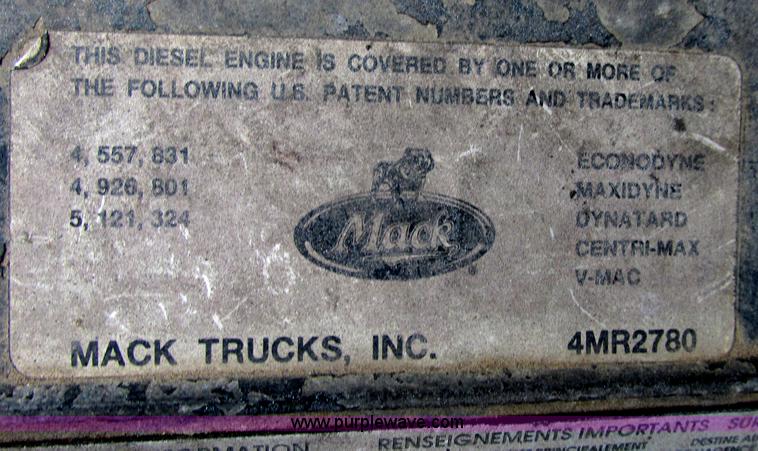 THIS DIESEL ENGINE IS COVERED BY ONE OR MORE OF
THE FOLLOWING U.S. PATENT NUMBERS AND TRADEMARKS:
4, 557, 831
4, 926, 801
5, 121, 324
Mack
ECONODYNE
MAXIDYNE
DYNATARD
CENTRI-MAX
V-MAC
MACK TRUCKS, INC.
4MR2780
www.purplewave.com
RENSEIGNEMENTS IMPORTANTS SUR